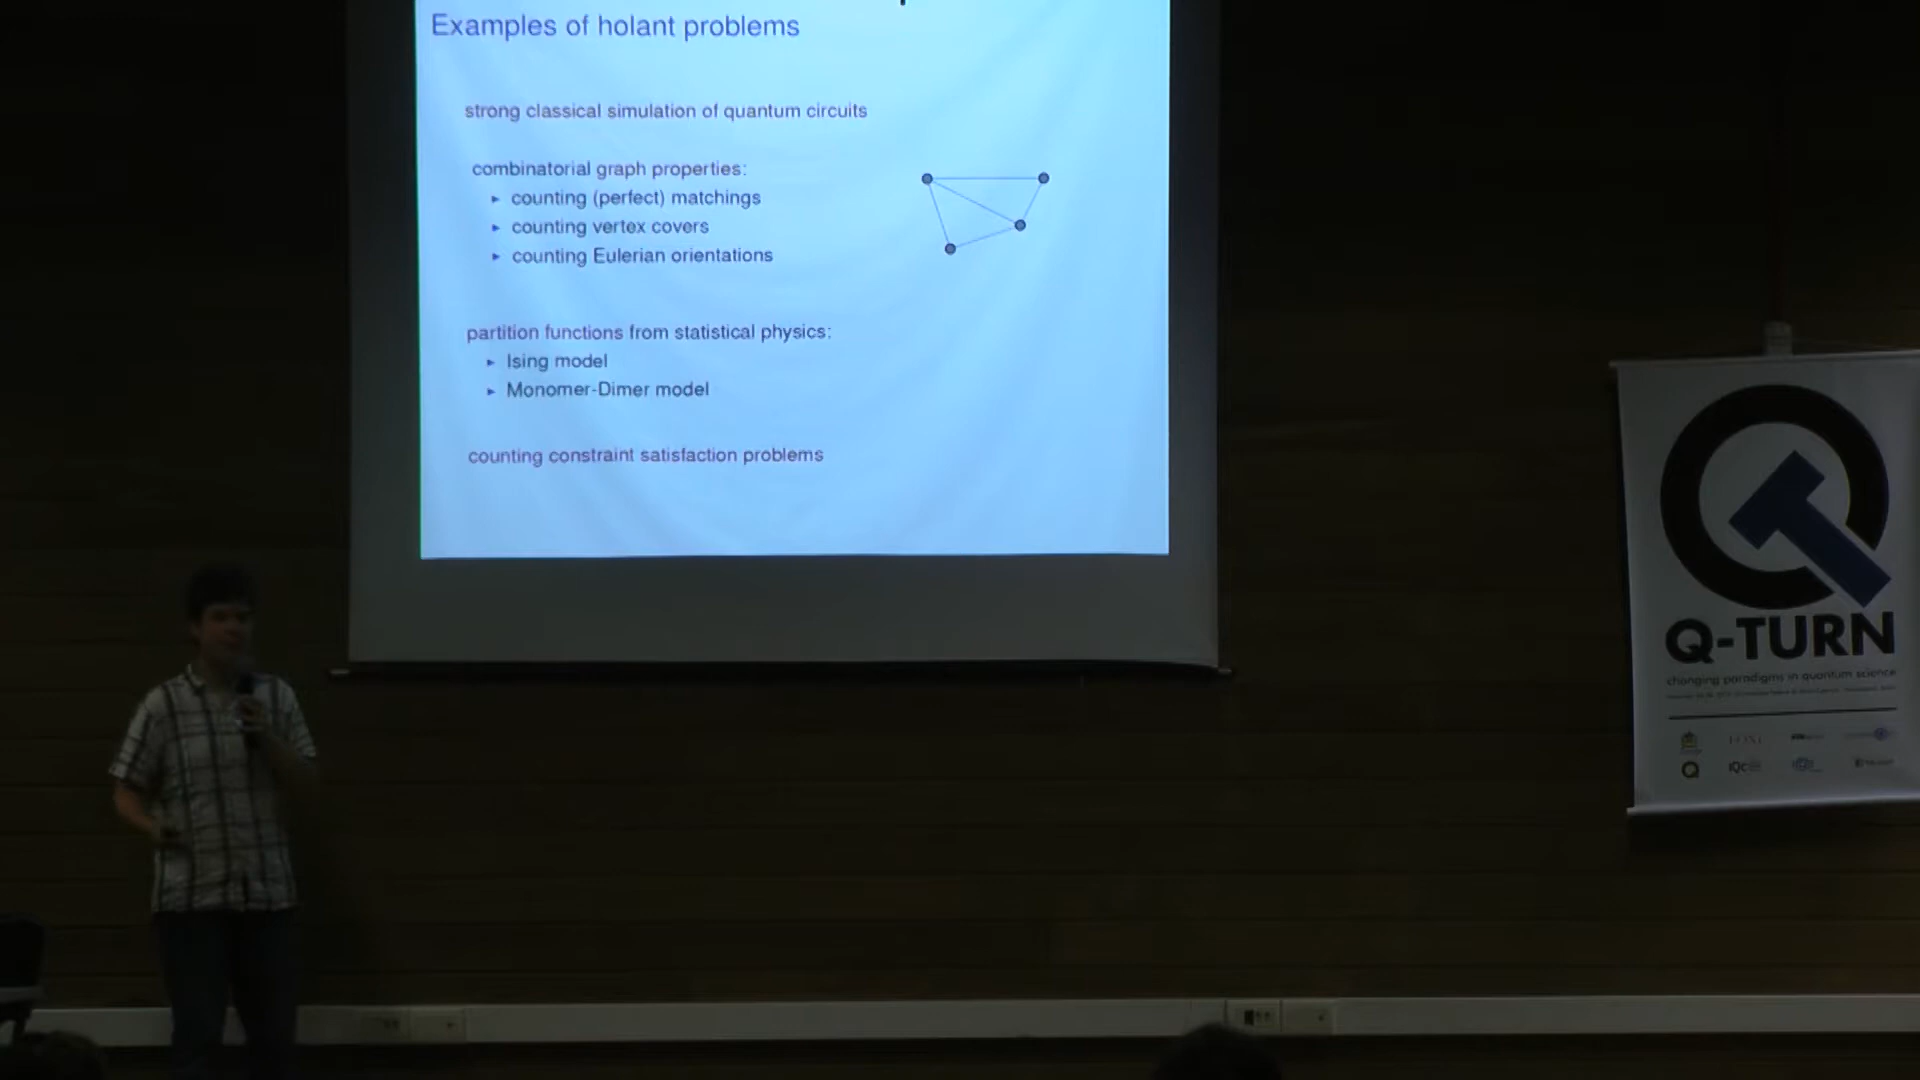 Examples of holant problems
strong classical simulation of quantum circuits
combinatorial graph properties:
► counting (perfect) matchings
► counting vertex covers
► counting Eulerian orientations
partition functions from statistical physics:
► Ising model
► Monomer-Dimer model
counting constraint satisfaction problems
Q-TURN
changing paradigms in quantum science
IQC